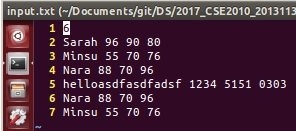 input.txt (~/Documents/git/DS/2017_CSE2010_2013113
1 6
2 Sarah 96 90 80
3 Minsu 55 70 76
4 Nara 88 70 96
5 helloasdfasdfadsf 1234 5151 0303
6 Nara 88 70 96
7 Minsu 55 70 76
~